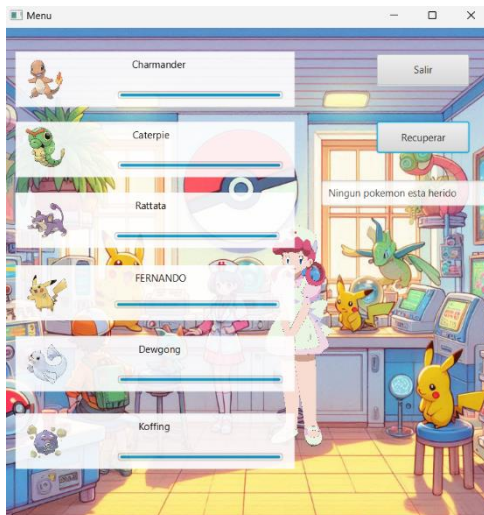 Menu
Charmander
Salir
Caterpie
Recuperar
Ningun pokemon esta herido
Rattata
FERNANDO
Dewgong
Koffing